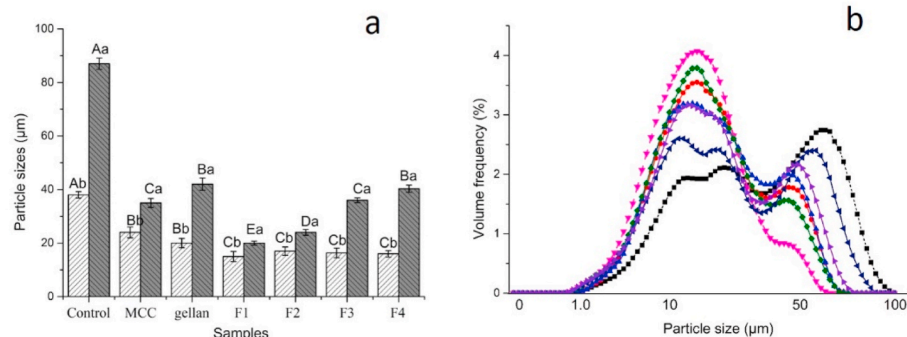 a
Particle sizes (µm)
100
80
60
40
20
0
Aa
Ab
Ca
Bb
Ba
Bb
Ea
Cb
Da
Cb
Ca
Cb
Ba
Cb
Control MCC gellan F1 F2 F3 F4
Samples
b
Volume frequency (%)
5
4
3
2
1
0
0 1.0 10 50 100
Particle size (µm)